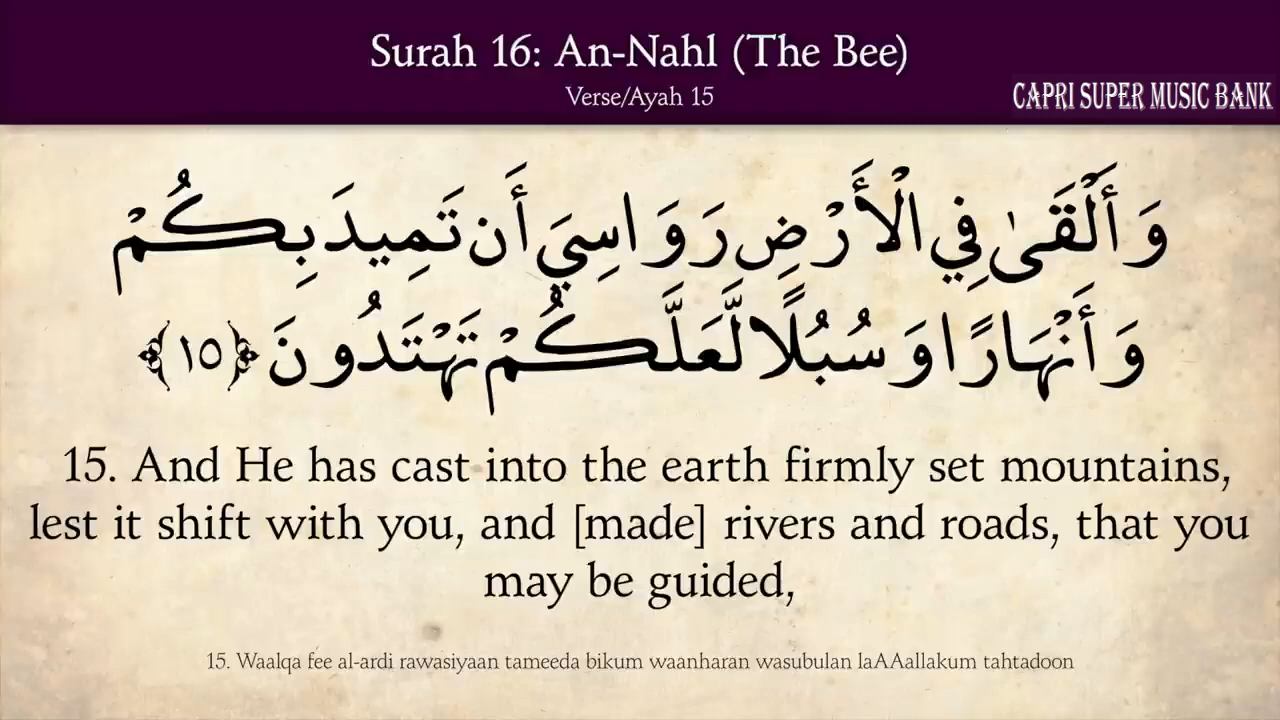 Surah 16: An-Nahl (The Bee)
Verse/Ayah 15
CAPRI SUPER MUSIC BANK
وَأَلْقَىٰ فِي الْأَرْضِ رَوَاسِيَ أَن تَمِيدَ بِكُمْ
وَأَنْهَارًا وَسُبُلًا لَّعَلَّكُمْ تَهْتَدُونَ ﴿١٥﴾
15. And He has cast into the earth firmly set mountains,
lest it shift with you, and [made] rivers and roads, that you
may be guided,
15. Waalqa fee al-ardi rawasiyaan tameeda bikum waanharan wasubulan laAAallakum tahtadoon